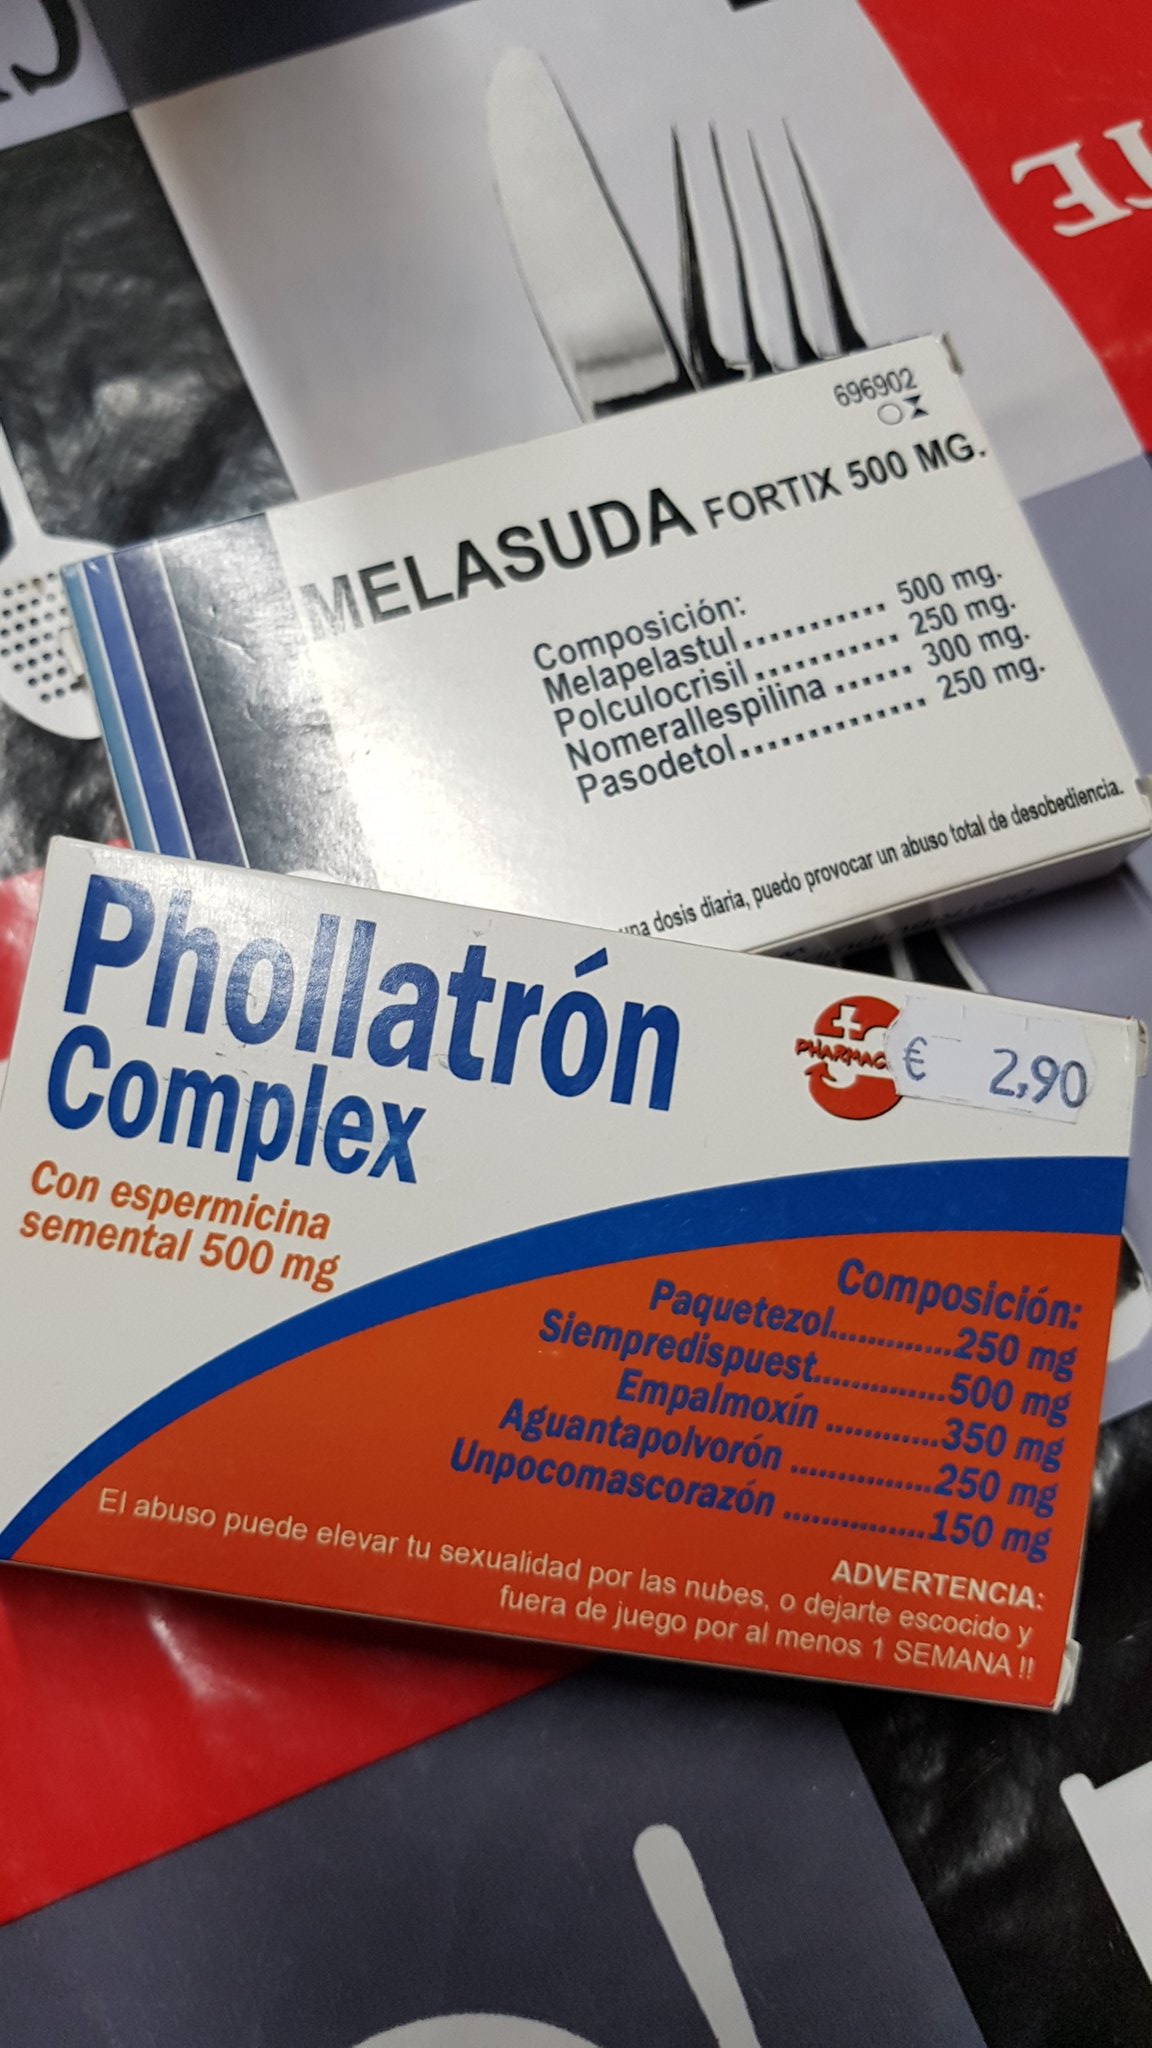 696902
MELASUDA FORTIX 500 MG.
Composición:
Melapelastul........... 500 mg.
Polculocrisil........... 250 mg.
Nomerallespilina ...... 300 mg.
Pasodetol............... 250 mg.
una dosis diaria, puedo provocar un abuso total de desobediencia.
Phollatrón
Complex
Con espermicina
semental 500 mg
€ 2,90
Composición:
Paquetezol.............250 mg
Siempredispuest..............500 mg
Empalmoxín ............350 mg
Aguantapolvorón ...............250 mg
Unpocomascorazón ...............150 mg
ADVERTENCIA:
El abuso puede elevar tu sexualidad por las nubes, o dejarte escocido y
fuera de juego por al menos 1 SEMANA !!